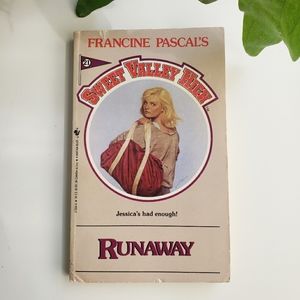 FRANCINE PASCAL'S
21
SWEET VALLEY HIGH
Jessica's had enough!
RUNAWAY